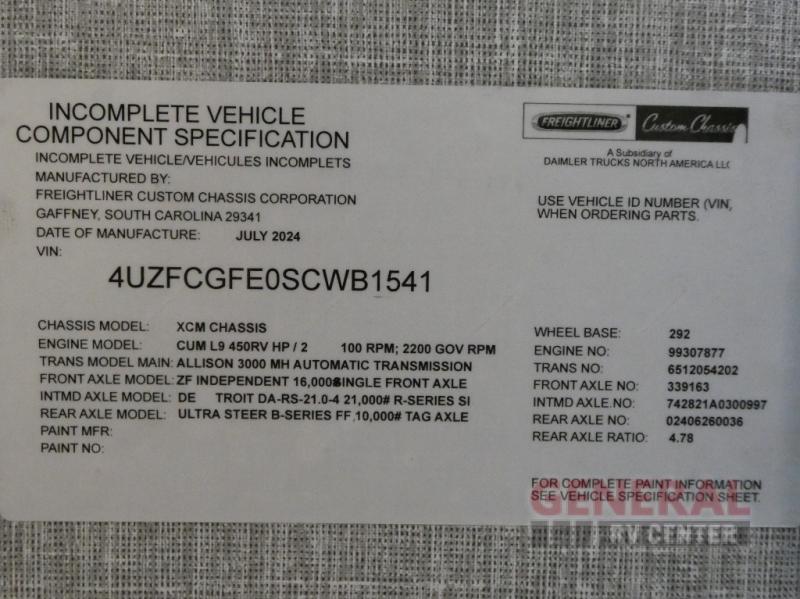 INCOMPLETE VEHICLE
COMPONENT SPECIFICATION
INCOMPLETE VEHICLE/VEHICULES INCOMPLETS
MANUFACTURED BY:
FREIGHTLINER CUSTOM CHASSIS CORPORATION
GAFFNEY, SOUTH CAROLINA 29341
DATE OF MANUFACTURE: JULY 2024
VIN:
4UZFCGFE0SCWB1541
FREIGHTLINER Custom Chassis
A Subsidiary of
DAIMLER TRUCKS NORTH AMERICA LLC
USE VEHICLE ID NUMBER (VIN)
WHEN ORDERING PARTS.
CHASSIS MODEL: XCM CHASSIS
ENGINE MODEL: CUM L9 450RV HP / 2 100 RPM; 2200 GOV RPM
TRANS MODEL MAIN: ALLISON 3000 MH AUTOMATIC TRANSMISSION
FRONT AXLE MODEL: ZF INDEPENDENT 16,000# SINGLE FRONT AXLE
INTMD AXLE MODEL: DE TROIT DA-RS-21.0-4 21,000# R-SERIES SI
REAR AXLE MODEL: ULTRA STEER B-SERIES FF, 10,000# TAG AXLE
PAINT MFR:
PAINT NO:
WHEEL BASE: 292
ENGINE NO: 99307877
TRANS NO: 6512054202
FRONT AXLE NO: 339163
INTMD AXLE.NO: 742821A0300997
REAR AXLE NO: 02406260036
REAR AXLE RATIO: 4.78
FOR COMPLETE PAINT INFORMATION
SEE VEHICLE SPECIFICATION SHEET.
GENERAL
RV CENTER